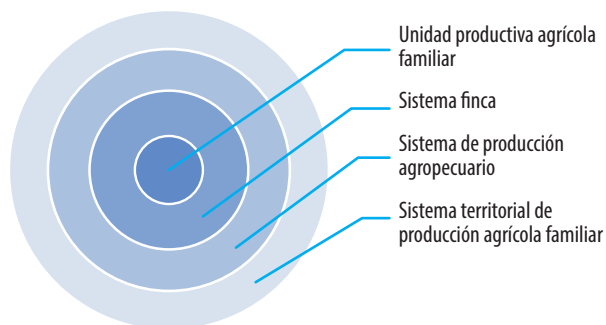 Unidad productiva agrícola
familiar
Sistema finca
Sistema de producción
agropecuario
Sistema territorial de
producción agrícola familiar